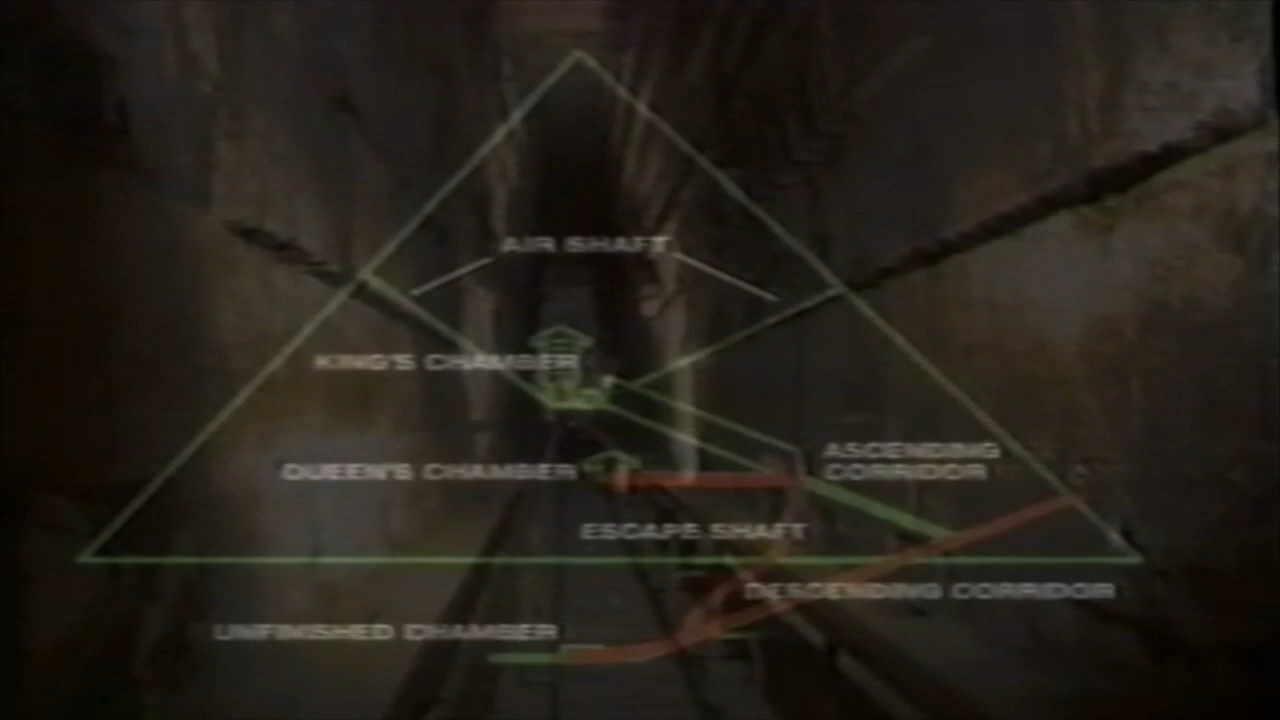 AIR SHAFT
KING'S CHAMBER
ASCENDING
CORRIDOR
QUEEN'S CHAMBER
ESCAPE SHAFT
DESCENDING CORRIDOR
UNFINISHED CHAMBER